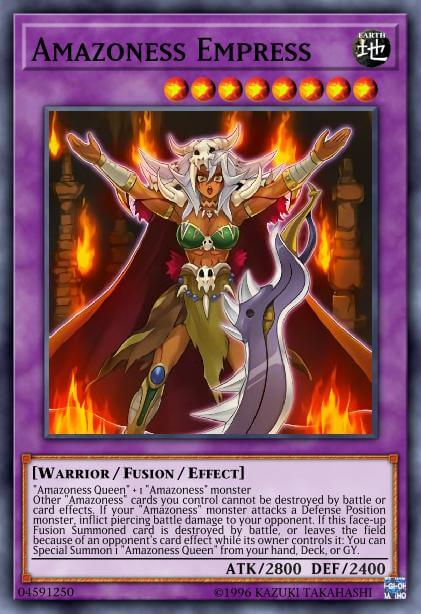 AMAZONESS EMPRESS
EARTH
地
[WARRIOR / FUSION / EFFECT]
"Amazoness Queen" + 1 "Amazoness" monster
Other "Amazoness" cards you control cannot be destroyed by battle or
card effects. If your "Amazoness" monster attacks a Defense Position
monster, inflict piercing battle damage to your opponent. If this face-up
Fusion Summoned card is destroyed by battle, or leaves the field
because of an opponent's card effect while its owner controls it: You can
Special Summon 1 "Amazoness Queen" from your hand, Deck, or GY.
ATK/2800 DEF/2400
04591250
©1996 KAZUKI TAKAHASHI